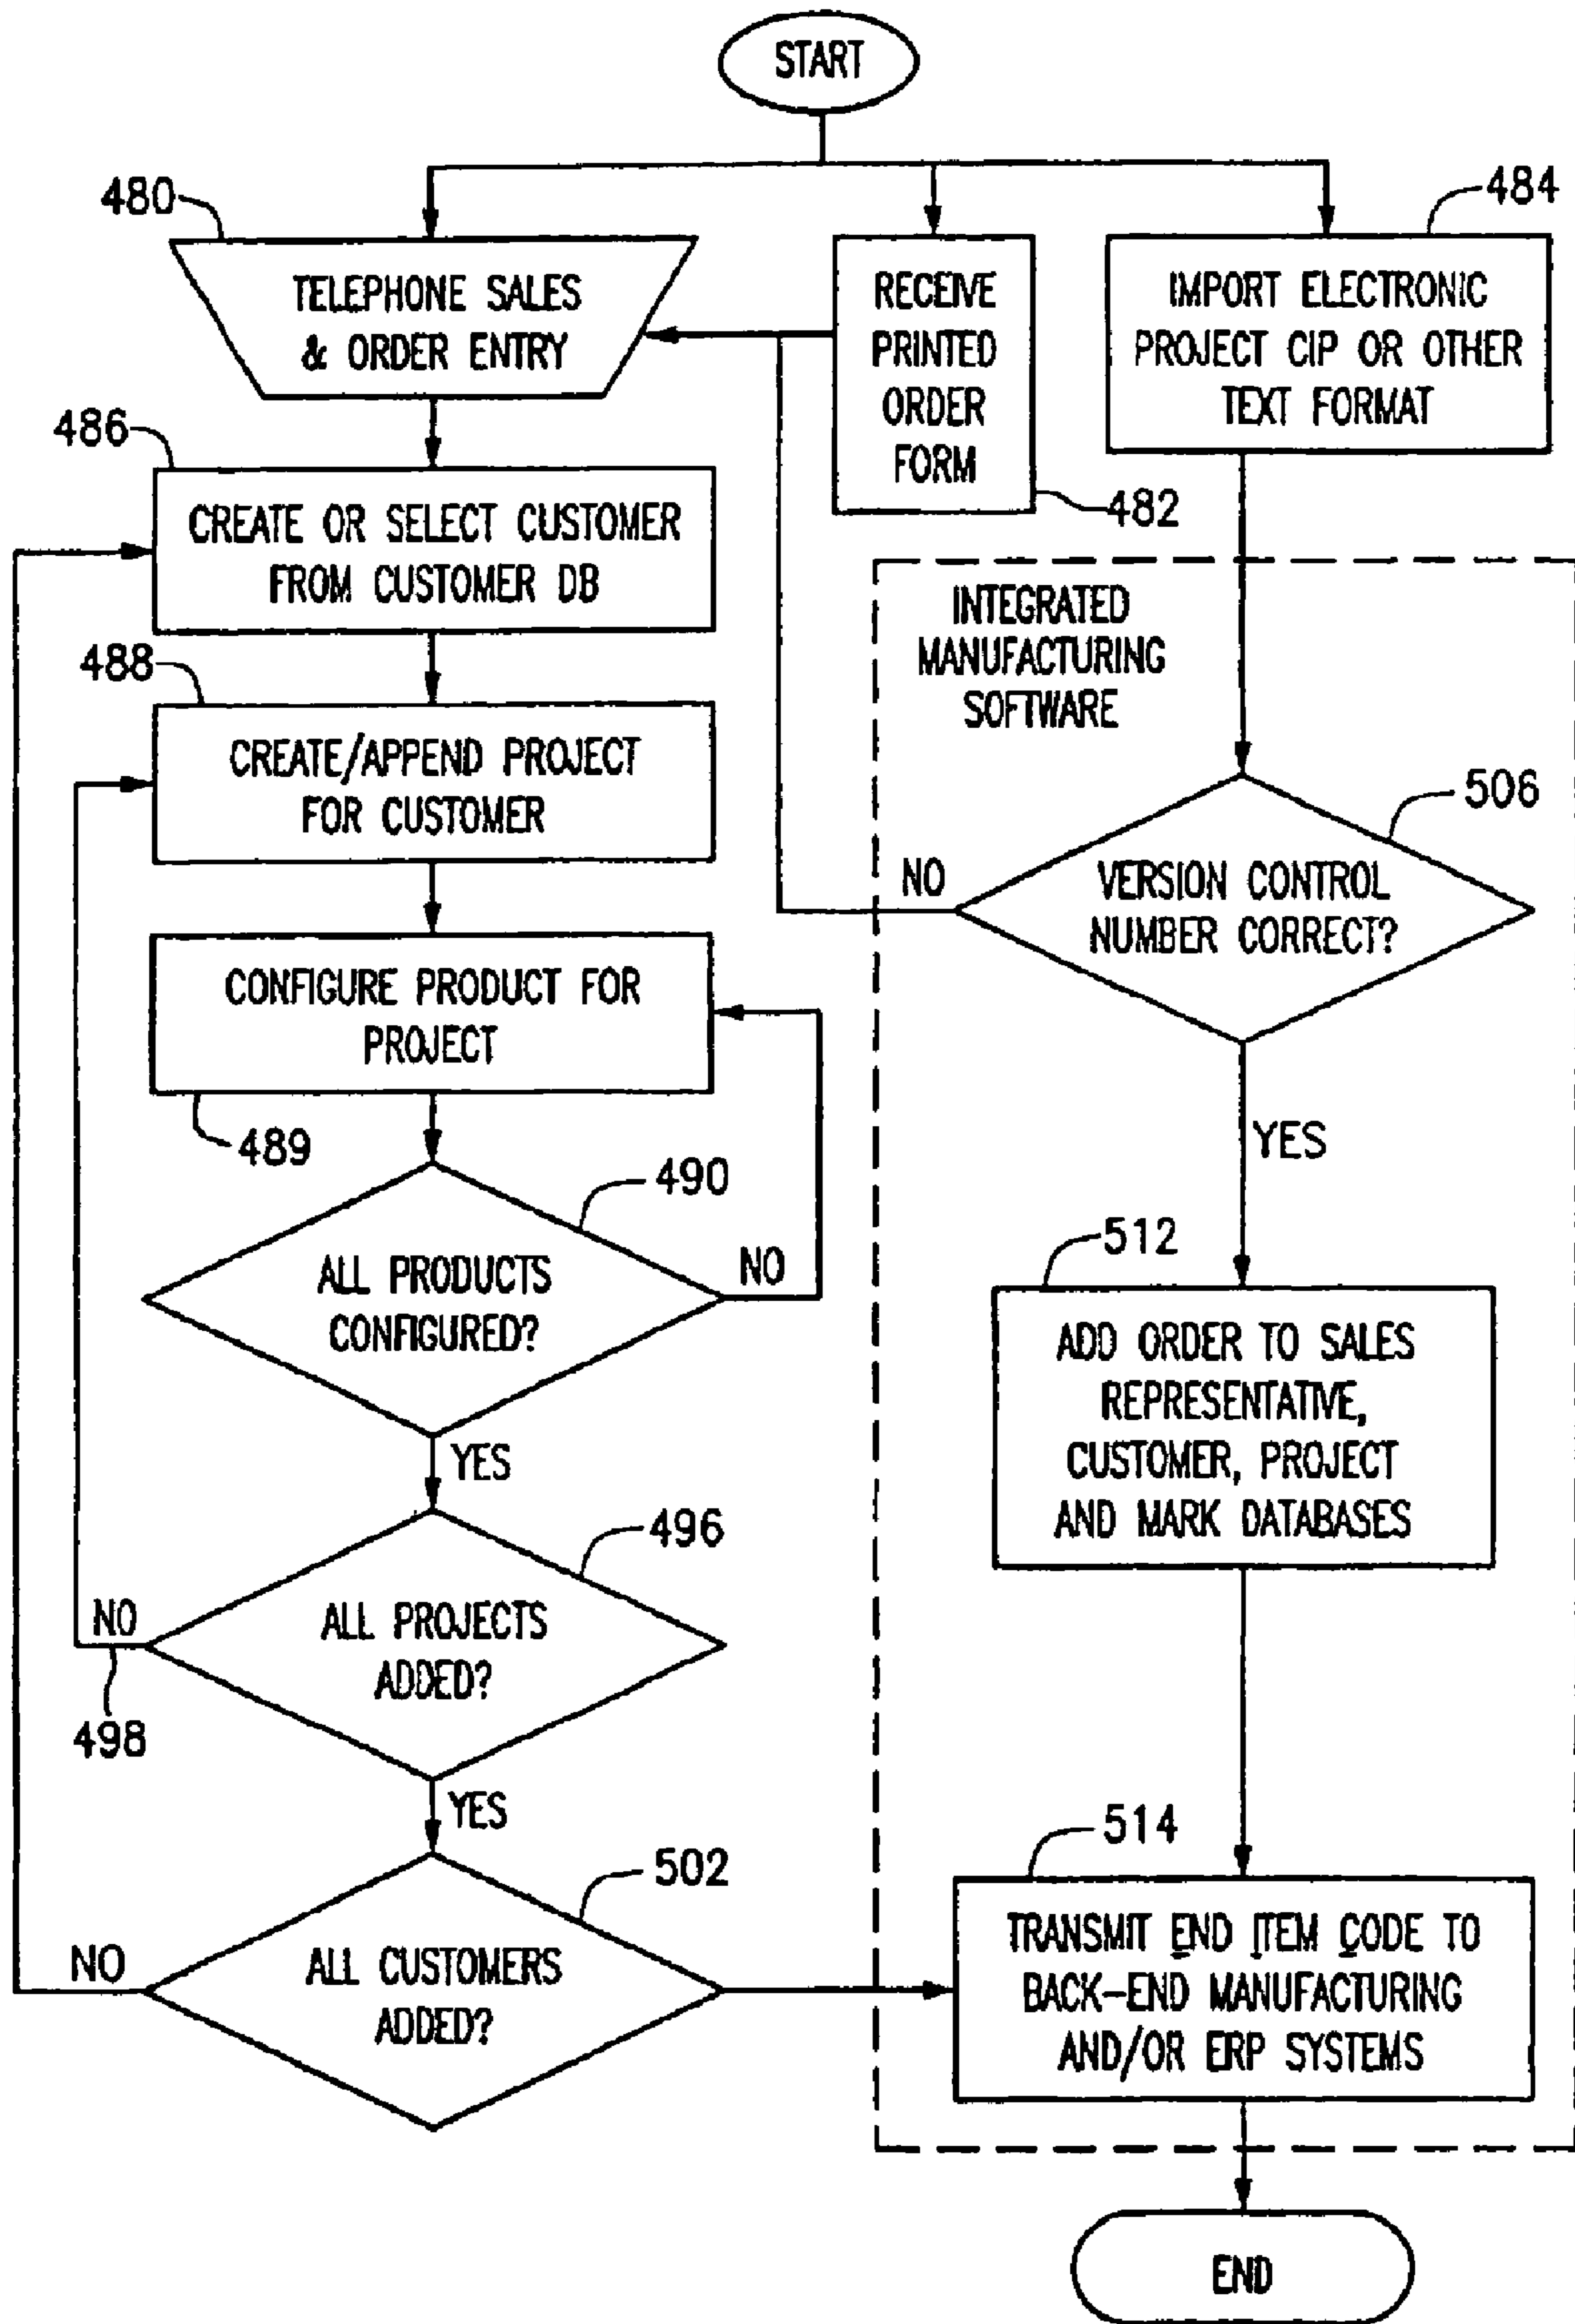 START
480
484
TELEPHONE SALES
& ORDER ENTRY
RECEIVE
PRINTED
ORDER
FORM
482
IMPORT ELECTRONIC
PROJECT CIP OR OTHER
TEXT FORMAT
486
CREATE OR SELECT CUSTOMER
FROM CUSTOMER DB
INTEGRATED
MANUFACTURING
SOFTWARE
488
CREATE/APPEND PROJECT
FOR CUSTOMER
506
NO
VERSION CONTROL
NUMBER CORRECT?
CONFIGURE PRODUCT FOR
PROJECT
489
YES
490
ALL PRODUCTS
CONFIGURED?
NO
512
ADD ORDER TO SALES
REPRESENTATIVE,
CUSTOMER, PROJECT
AND MARK DATABASES
YES
496
NO
ALL PROJECTS
ADDED?
498
YES
502
514
NO
ALL CUSTOMERS
ADDED?
TRANSMIT END ITEM CODE TO
BACK-END MANUFACTURING
AND/OR ERP SYSTEMS
END